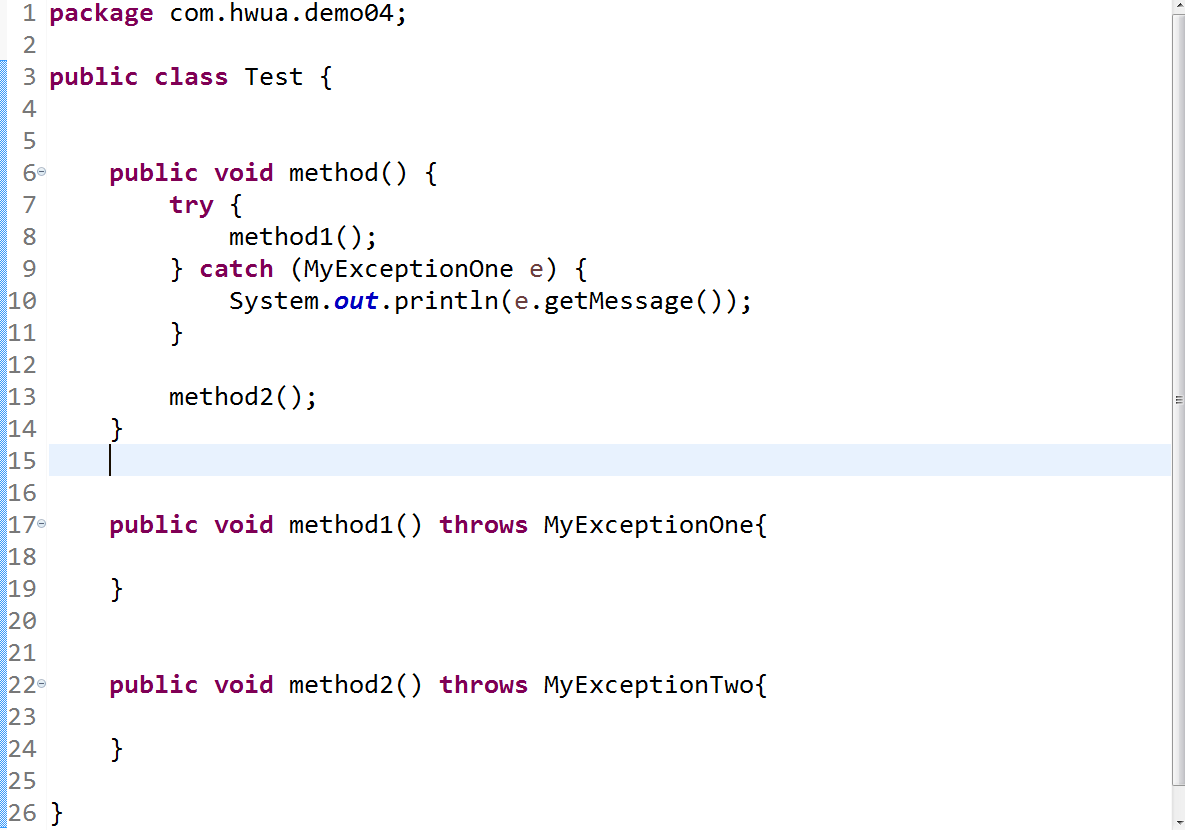 1 package com.hwua.demo04;
2
3 public class Test {
4
5
6 public void method() {
7 try {
8 method1();
9 } catch (MyExceptionOne e) {
10 System.out.println(e.getMessage());
11 }
12
13 method2();
14 }
15
16
17 public void method1() throws MyExceptionOne{
18
19 }
20
21
22 public void method2() throws MyExceptionTwo{
23
24 }
25
26 }